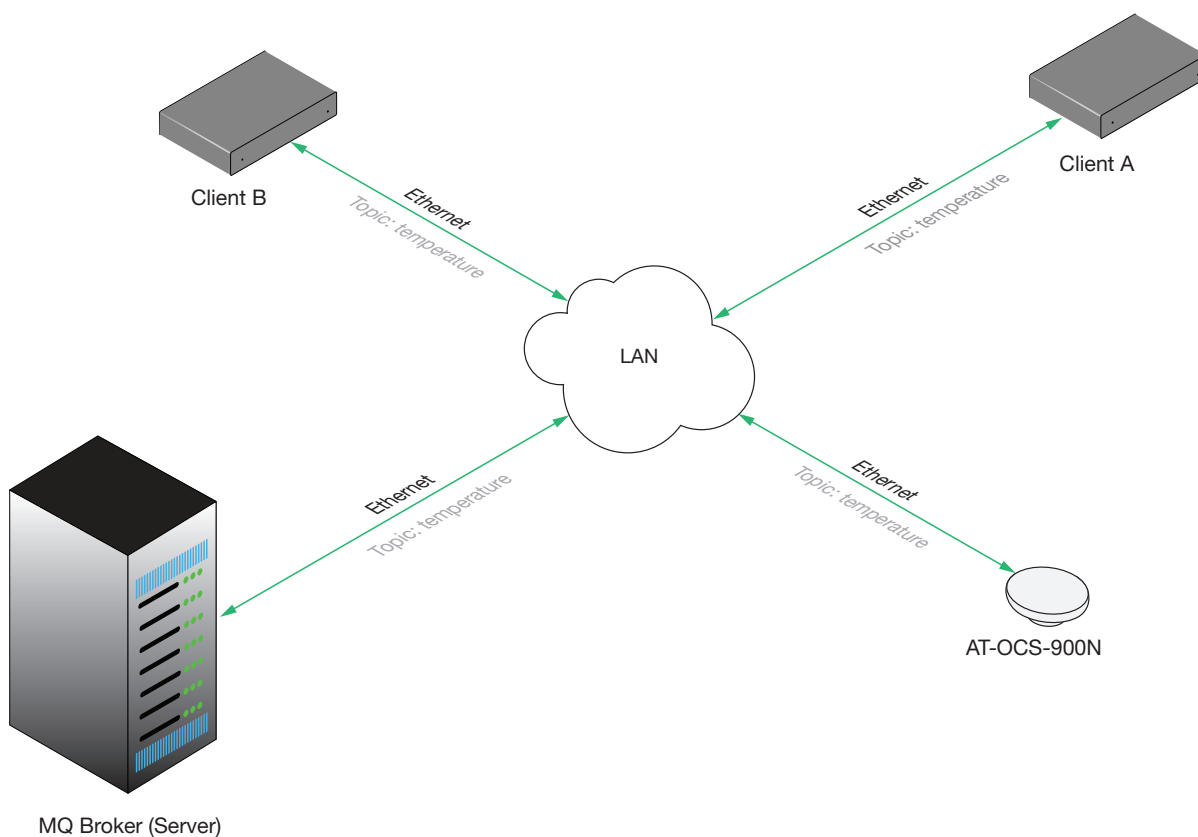 Client A
Client B
Ethernet
Topic: temperature
Ethernet
Topic: temperature
LAN
Ethernet
Topic: temperature
Ethernet
Topic: temperature
AT-OCS-900N
MQ Broker (Server)